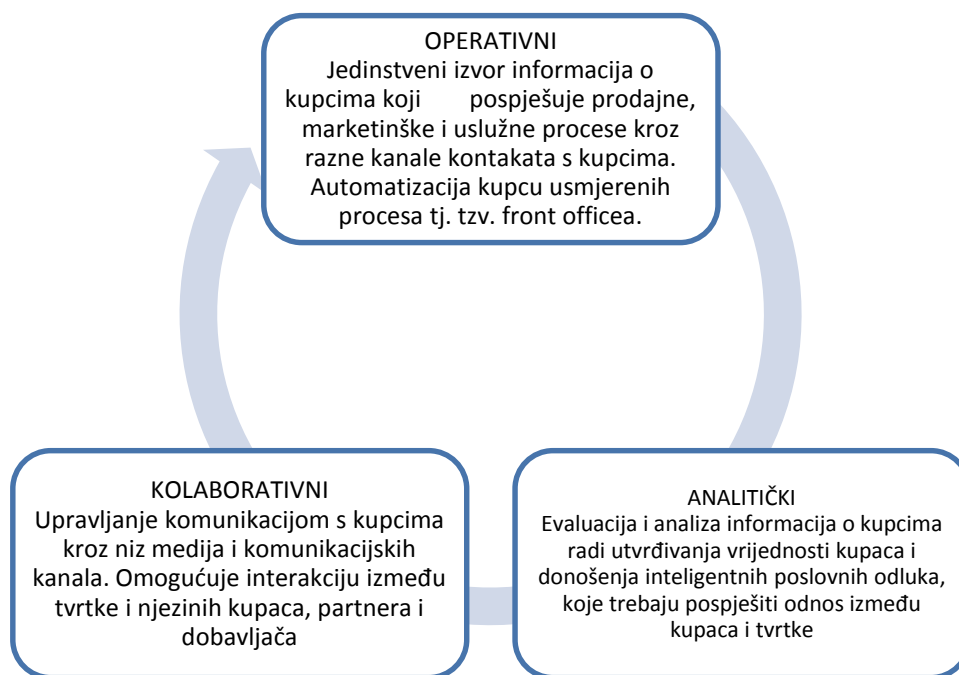 OPERATIVNI
Jedinstveni izvor informacija o
kupcima koji pospješuje prodajne,
marketinške i uslužne procese kroz
razne kanale kontakata s kupcima.
Automatizacija kupcu usmjerenih
procesa tj. tzv. front officea.
KOLABORATIVNI
Upravljanje komunikacijom s kupcima
kroz niz medija i komunikacijskih
kanala. Omogućuje interakciju između
tvrtke i njezinih kupaca, partnera i
dobavljača
ANALITIČKI
Evaluacija i analiza informacija o kupcima
radi utvrđivanja vrijednosti kupaca i
donošenja inteligentnih poslovnih odluka,
koje trebaju pospješiti odnos između
kupaca i tvrtke